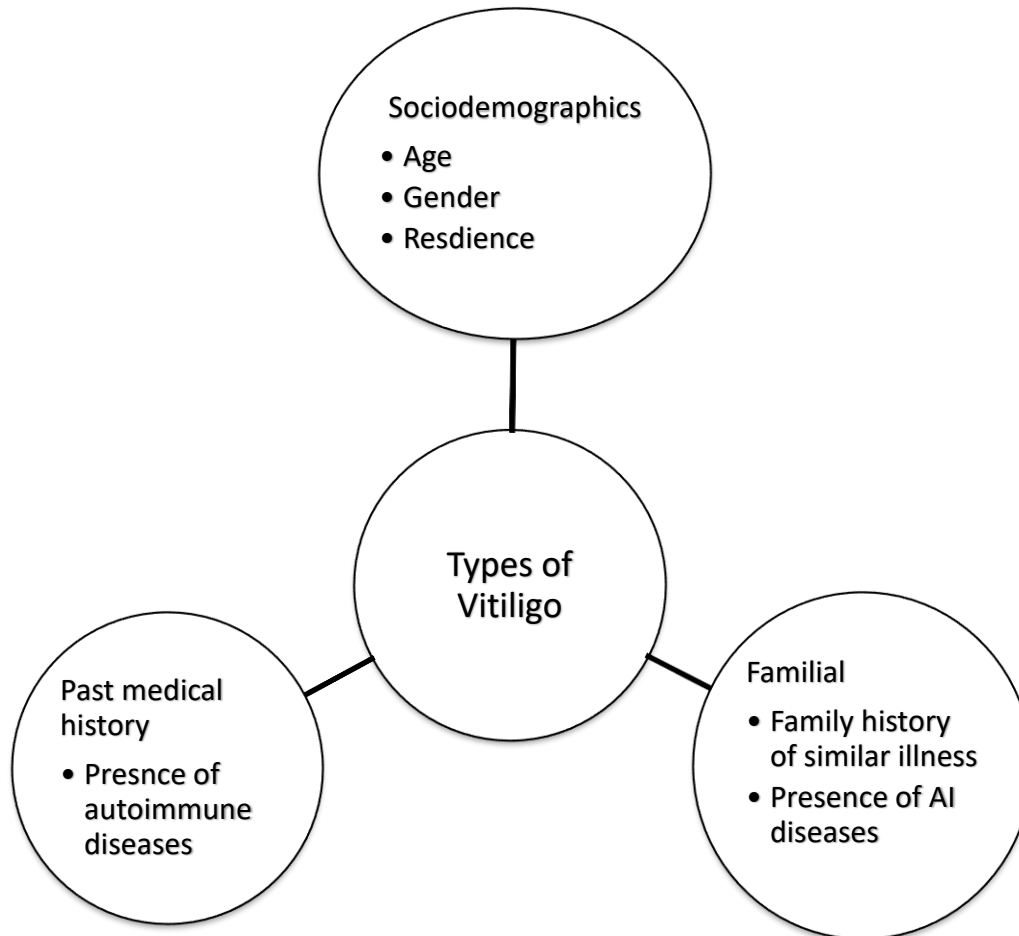 Sociodemographics
• Age
• Gender
• Resdience
Types of
Vitiligo
Past medical
history
• Presnce of
autoimmune
diseases
Familial
• Family history
of similar illness
• Presence of AI
diseases